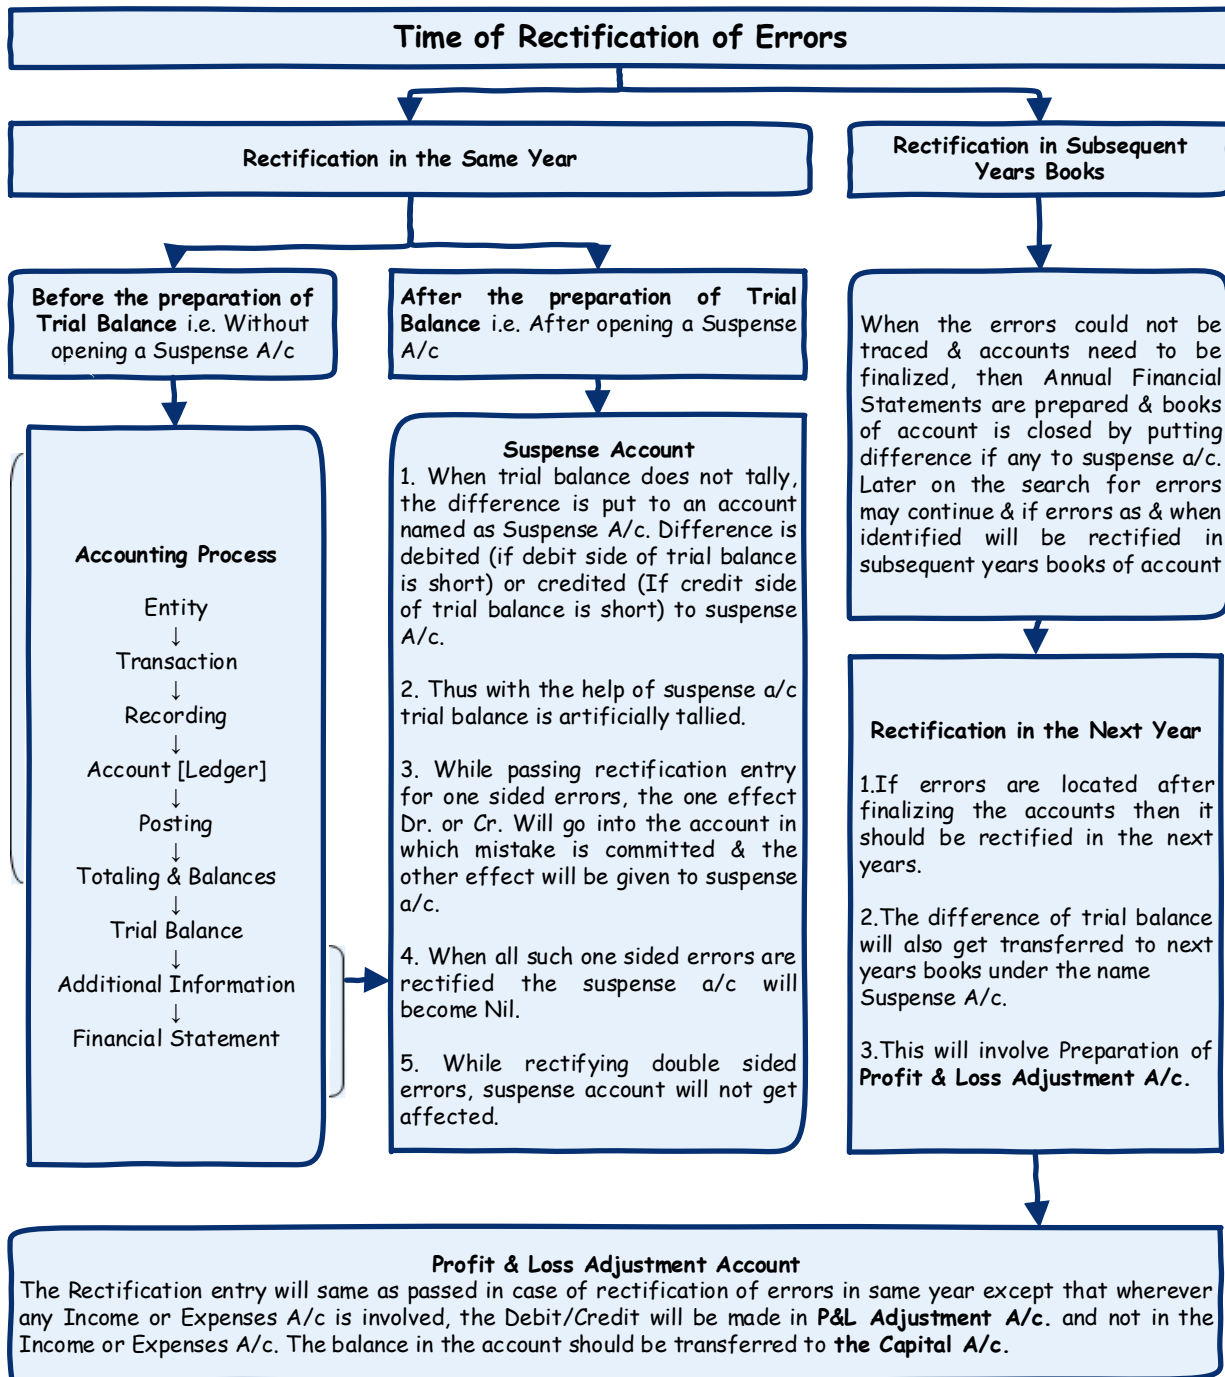 Time of Rectification of Errors
Rectification in the Same Year
Rectification in Subsequent
Years Books
Before the preparation of
Trial Balance i.e. Without
opening a Suspense A/c
After the preparation of Trial
Balance i.e. After opening a Suspense
A/c
When the errors could not be
traced & accounts need to be
finalized, then Annual Financial
Statements are prepared & books
of account is closed by putting
difference if any to suspense a/c.
Later on the search for errors
may continue & if errors as & when
identified will be rectified in
subsequent years books of account
Accounting Process
Entity
↓
Transaction
↓
Recording
↓
Account [Ledger]
↓
Posting
↓
Totaling & Balances
↓
Trial Balance
↓
Additional Information
↓
Financial Statement
Suspense Account
1. When trial balance does not tally,
the difference is put to an account
named as Suspense A/c. Difference is
debited (if debit side of trial balance
is short) or credited (If credit side
of trial balance is short) to suspense
A/c.
2. Thus with the help of suspense a/c
trial balance is artificially tallied.
3. While passing rectification entry
for one sided errors, the one effect
Dr. or Cr. Will go into the account in
which mistake is committed & the
other effect will be given to suspense
a/c.
4. When all such one sided errors are
rectified the suspense a/c will
become Nil.
5. While rectifying double sided
errors, suspense account will not get
affected.
Rectification in the Next Year
1.If errors are located after
finalizing the accounts then it
should be rectified in the next
years.
2.The difference of trial balance
will also get transferred to next
years books under the name
Suspense A/c.
3.This will involve Preparation of
Profit & Loss Adjustment A/c.
Profit & Loss Adjustment Account
The Rectification entry will same as passed in case of rectification of errors in same year except that wherever
any Income or Expenses A/c is involved, the Debit/Credit will be made in P&L Adjustment A/c. and not in the
Income or Expenses A/c. The balance in the account should be transferred to the Capital A/c.